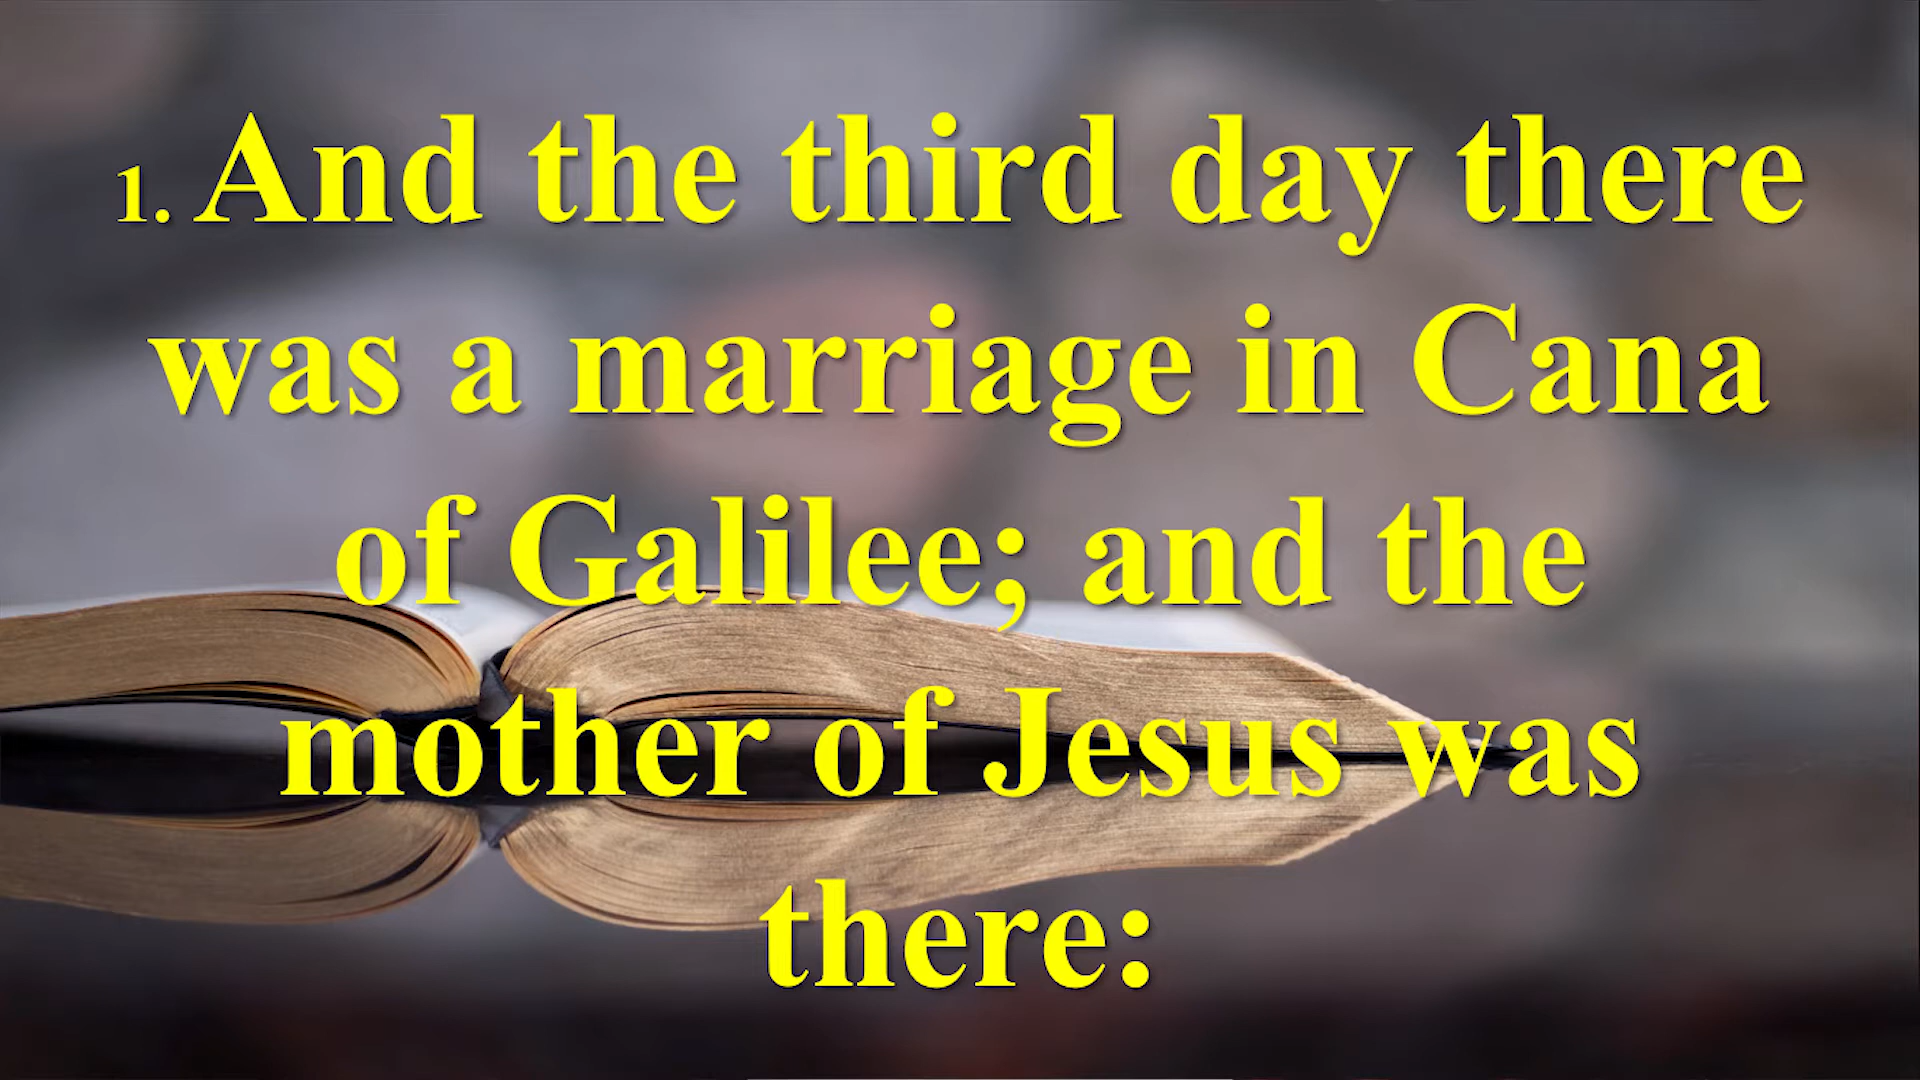 1. And the third day there
was a marriage in Cana
of Galilee; and the
mother of Jesus was
there: